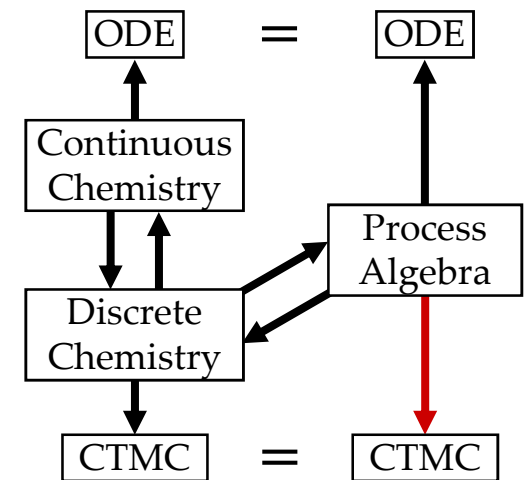 ODE = ODE
Continuous
Chemistry
Process
Algebra
Discrete
Chemistry
CTMC = CTMC